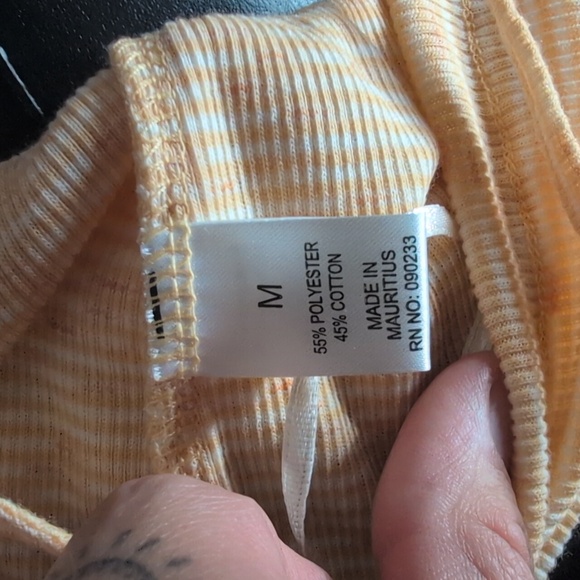 M
55% POLYESTER
45% COTTON
MADE IN
MAURITIUS
RN NO: 090233